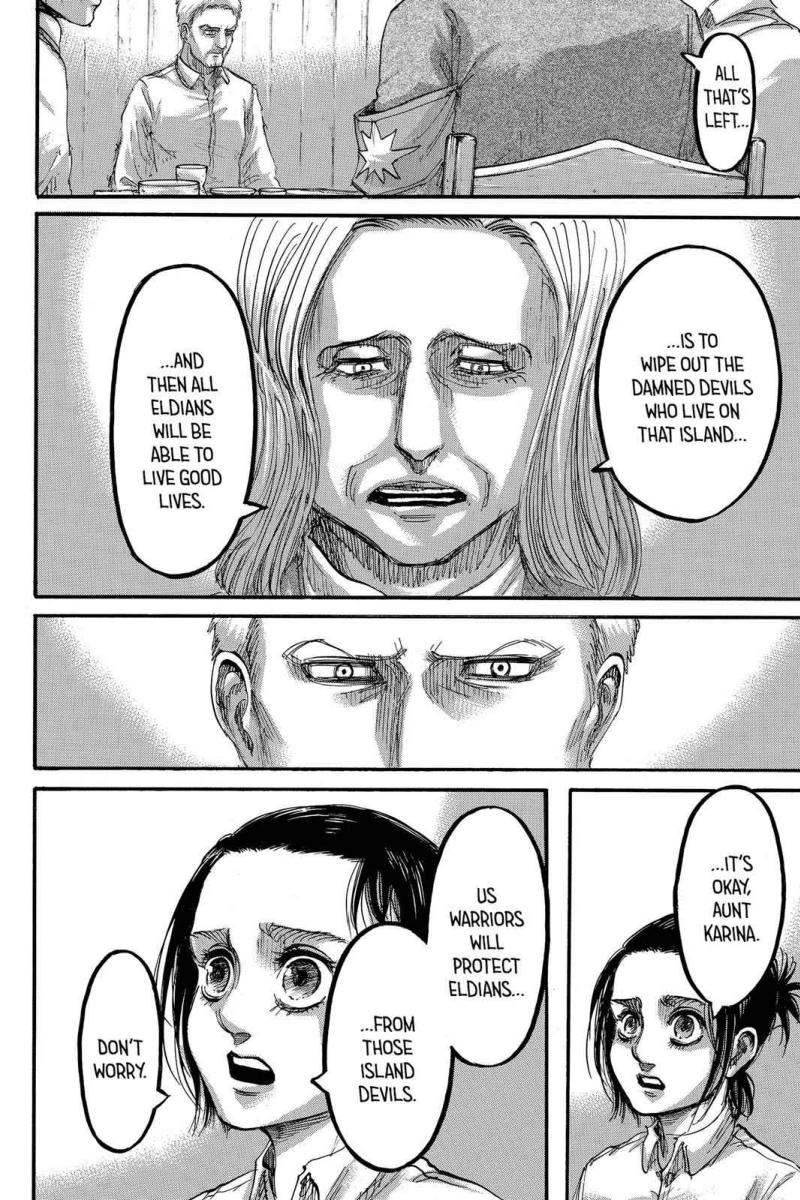 ALL
THAT'S
LEFT...
...IS TO
WIPE OUT THE
DAMNED DEVILS
WHO LIVE ON
THAT ISLAND...
...AND
THEN ALL
ELDIANS
WILL BE
ABLE TO
LIVE GOOD
LIVES.
...IT'S
OKAY,
AUNT
KARINA.
US
WARRIORS
WILL
PROTECT
ELDIANS...
...FROM
THOSE
ISLAND
DEVILS.
DON'T
WORRY.